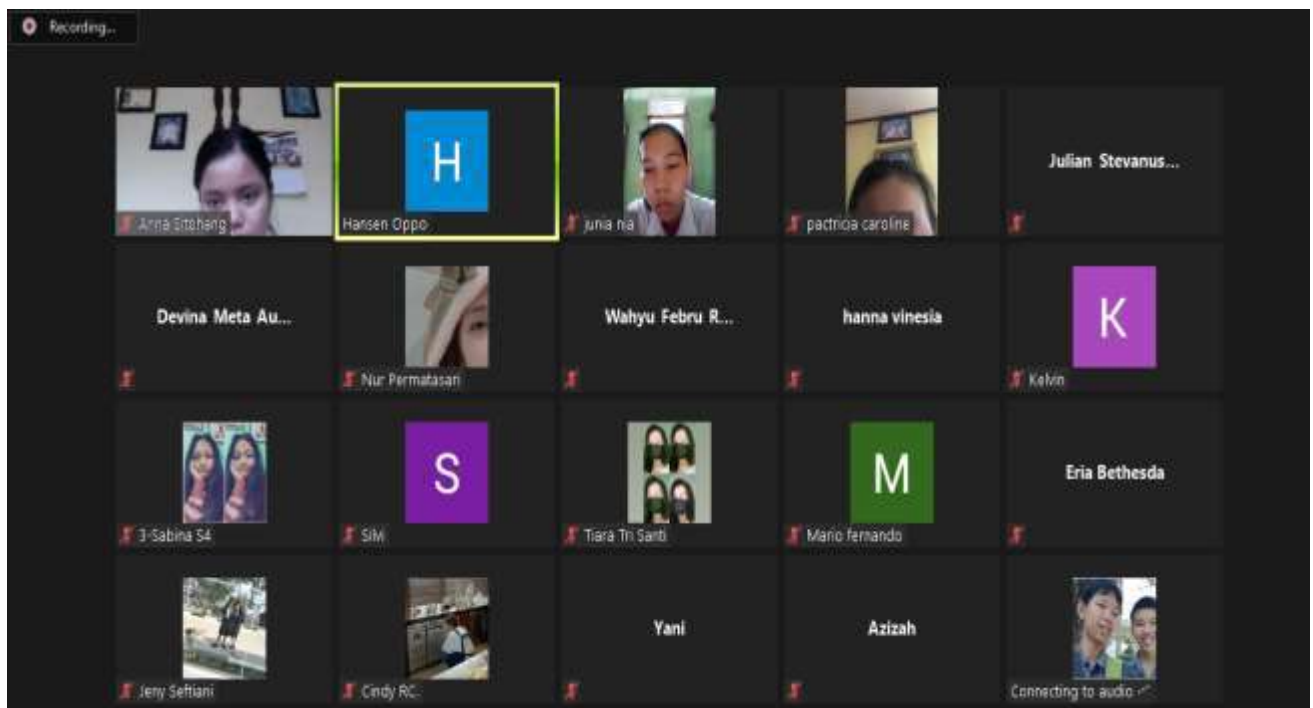 Recording...
Anna Sitohang
H
Hansen Oppo
junia nia
pactricia caroline
Julian Stevanus...
Devina Meta Au...
Nur Permatasari
Wahyu Febru R...
hanna vinesia
K
Kelvin
3-Sabina S4
S
Tiara Tri Santi
M
Mario fernando
Eria Bethesda
Jeny Seftiani
Cindy RC.
Yani
Azizah
Connecting to audio